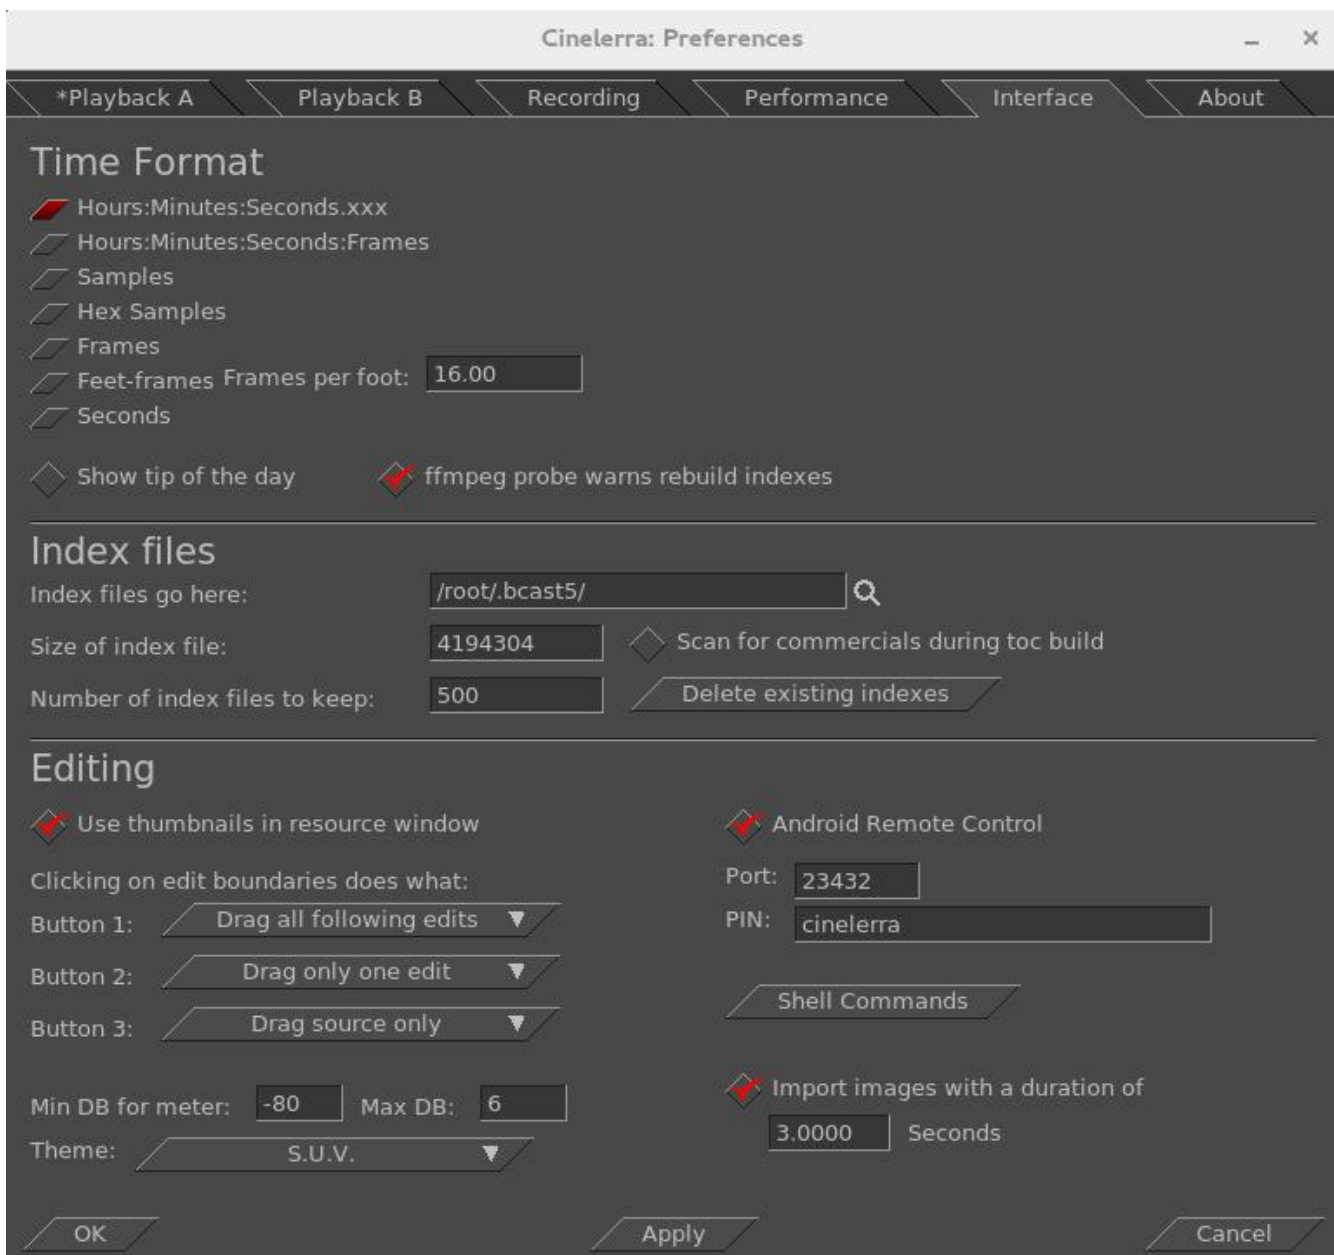 Cinelerra: Preferences
*Playback A Playback B Recording Performance Interface About
Time Format
Hours:Minutes:Seconds.xxx
Hours:Minutes:Seconds:Frames
Samples
Hex Samples
Frames
Feet-frames Frames per foot: 16.00
Seconds
Show tip of the day ffmpeg probe warns rebuild indexes
Index files
Index files go here: /root/.bcast5/
Size of index file: 4194304 Scan for commercials during toc build
Number of index files to keep: 500 Delete existing indexes
Editing
Use thumbnails in resource window Android Remote Control
Clicking on edit boundaries does what: Port: 23432
Button 1: Drag all following edits ▼ PIN: cinelerra
Button 2: Drag only one edit ▼
Button 3: Drag source only ▼ Shell Commands
Min DB for meter: -80 Max DB: 6 Import images with a duration of
Theme: S.U.V. ▼ 3.0000 Seconds
OK Apply Cancel